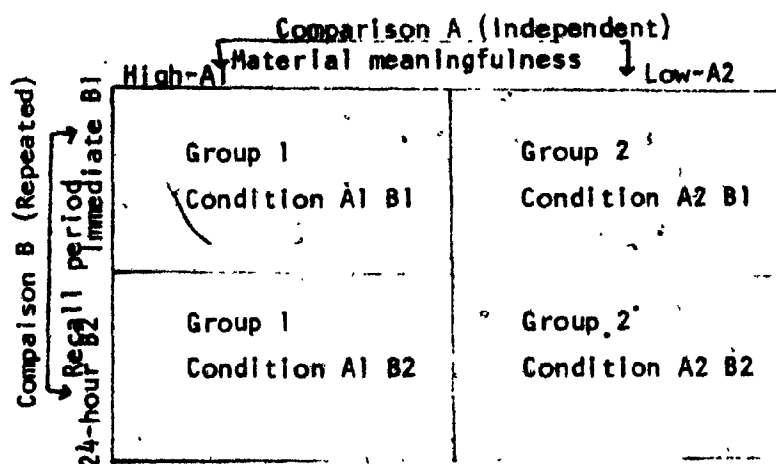 Comparison A (Independent)
Material meaningfulness
High-A1
Low-A2
Compaison B (Repeated)
Recall period
Immediate B1
24-hour B2
Group 1
Condition A1 B1
Group 2
Condition A2 B1
Group 1
Condition A1 B2
Group 2
Condition A2 B2